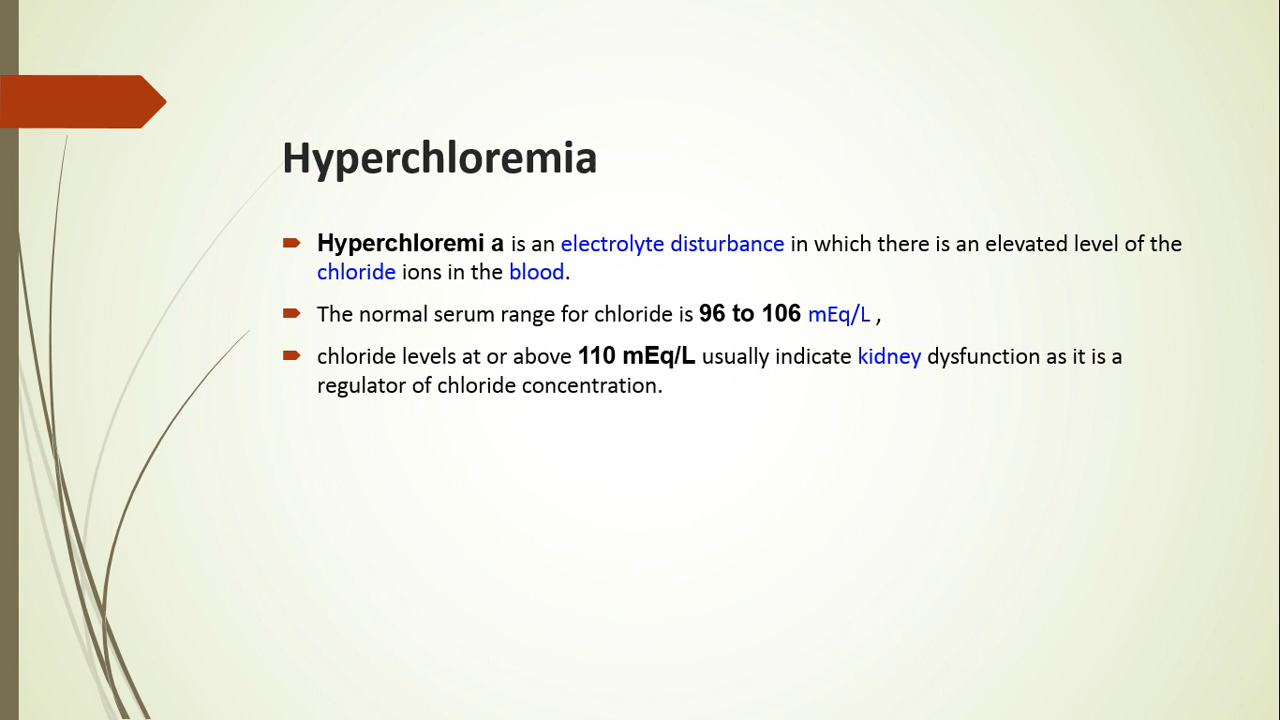 Hyperchloremia
Hyperchloremi a is an electrolyte disturbance in which there is an elevated level of the
chloride ions in the blood.
The normal serum range for chloride is 96 to 106 mEq/L ,
chloride levels at or above 110 mEq/L usually indicate kidney dysfunction as it is a
regulator of chloride concentration.